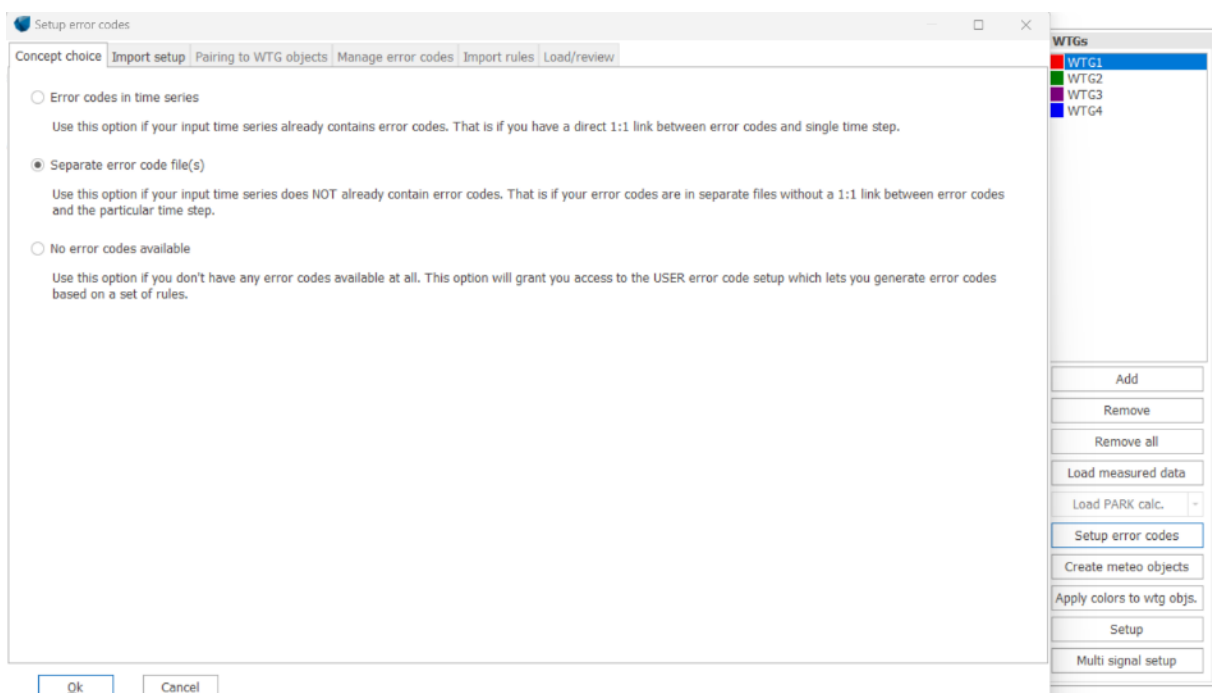 Setup error codes
Concept choice Import setup Pairing to WTG objects Manage error codes Import rules Load/review
Error codes in time series
Use this option if your input time series already contains error codes. That is if you have a direct 1:1 link between error codes and single time step.
Separate error code file(s)
Use this option if your input time series does NOT already contain error codes. That is if your error codes are in separate files without a 1:1 link between error codes
and the particular time step.
No error codes available
Use this option if you don't have any error codes available at all. This option will grant you access to the USER error code setup which lets you generate error codes
based on a set of rules.
Ok Cancel
WTGs
WTG1
WTG2
WTG3
WTG4
Add
Remove
Remove all
Load measured data
Load PARK calc.
Setup error codes
Create meteo objects
Apply colors to wtg objs.
Setup
Multi signal setup